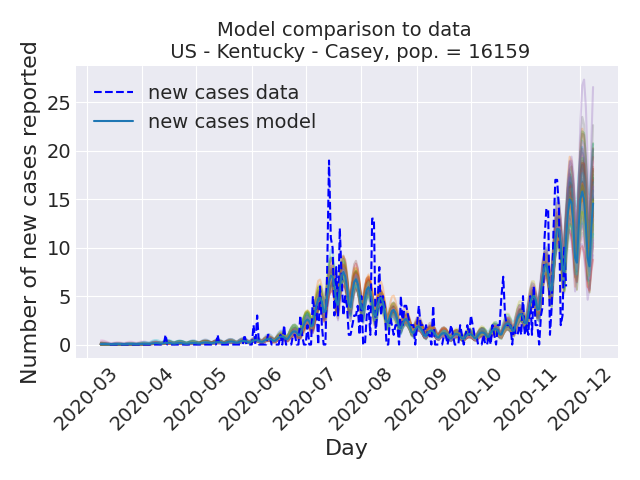 Model comparison to data
US - Kentucky - Casey, pop. = 16159
Number of new cases reported
25
20
15
10
5
0
new cases data
new cases model
2020-03
2020-04
2020-05
2020-06
2020-07
2020-08
2020-09
2020-10
2020-11
2020-12
Day